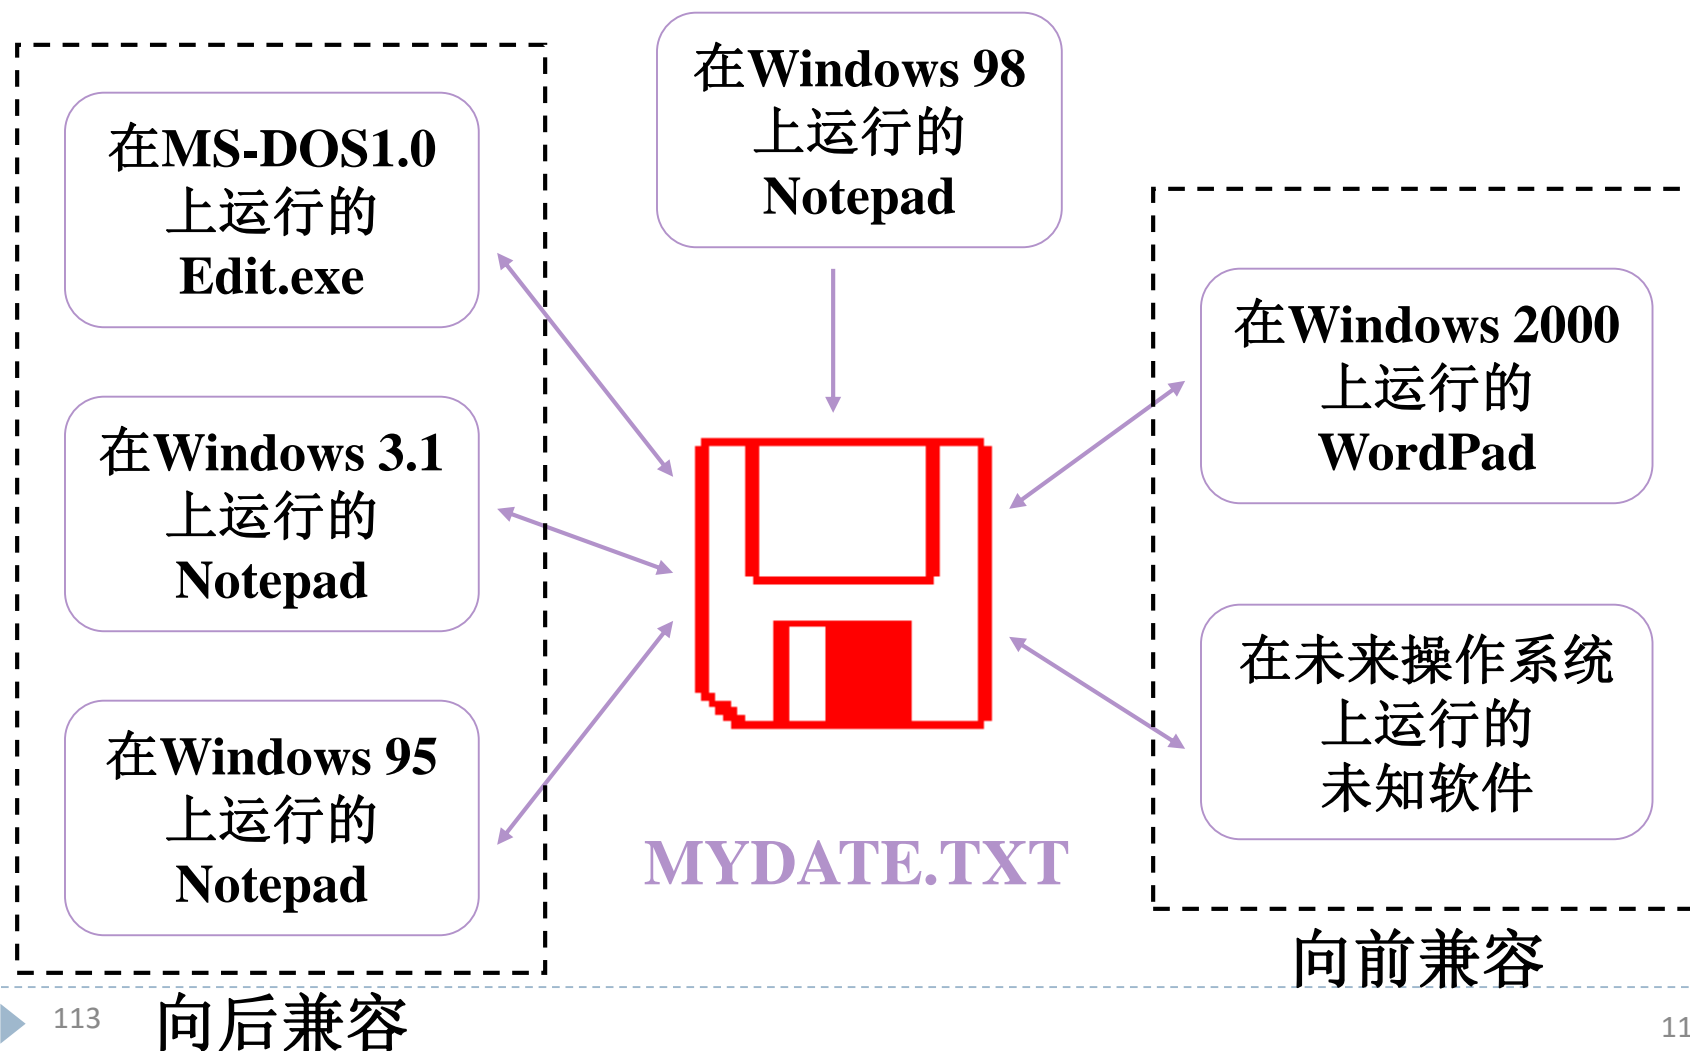 在MS-DOS1.0
上运行的
Edit.exe
在Windows 3.1
上运行的
Notepad
在Windows 95
上运行的
Notepad
向后兼容
在Windows 98
上运行的
Notepad
MYDATE.TXT
在Windows 2000
上运行的
WordPad
在未来操作系统
上运行的
未知软件
向前兼容
113
11